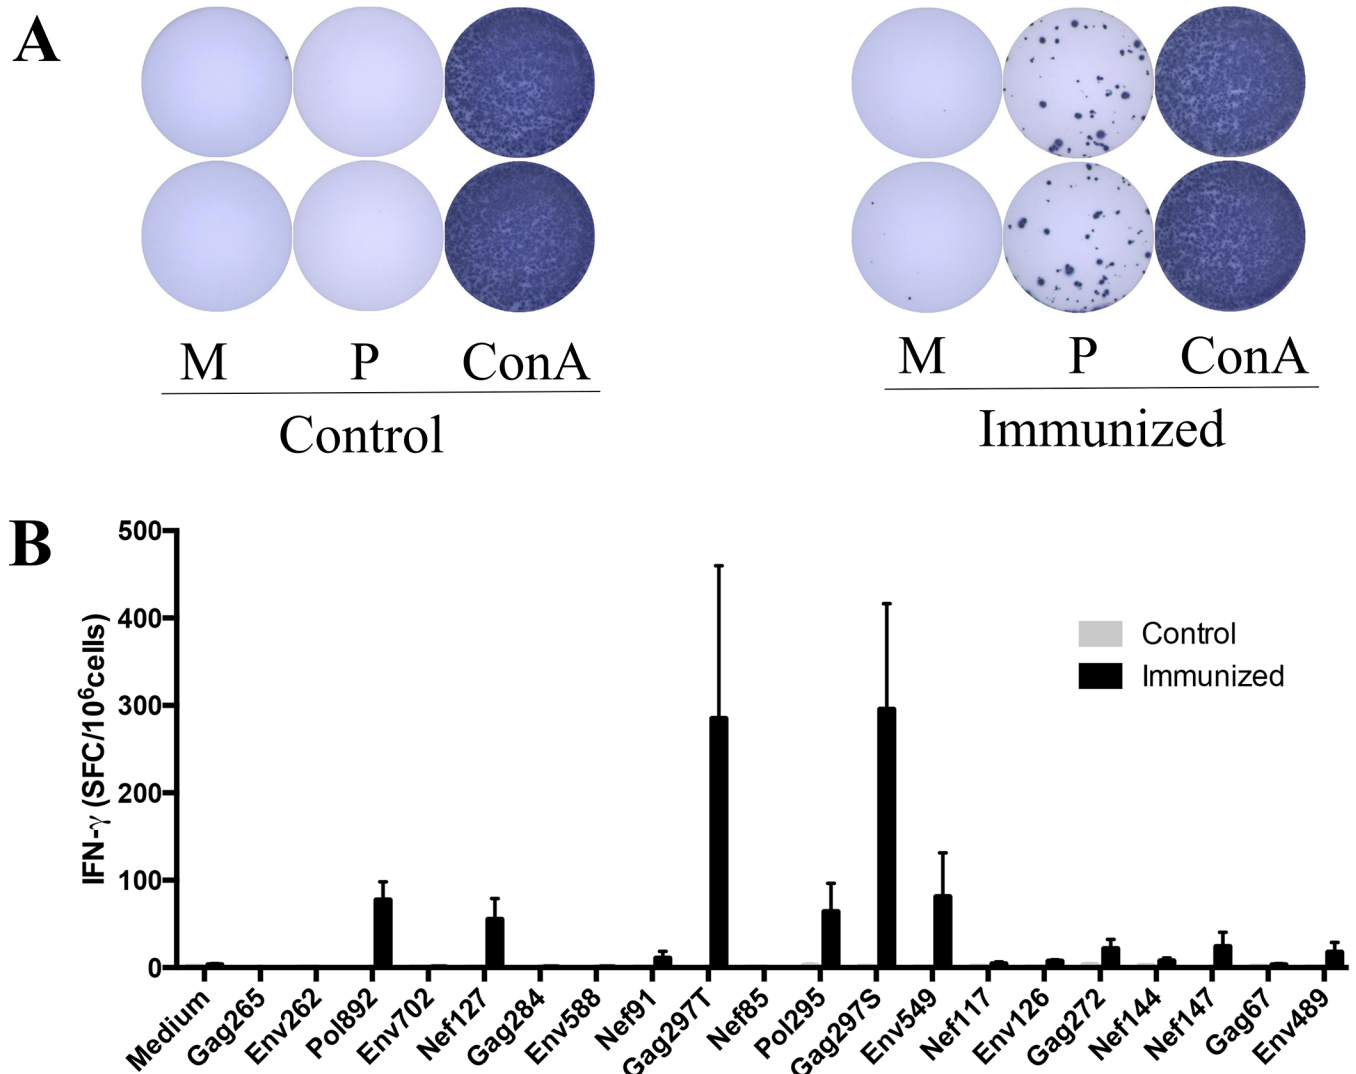 A
M P ConA M P ConA
Control Immunized
B
500
400
300
200
100
0
IFN-γ (SFC/10⁶cells)
Control
Immunized
Medium Gag265 Env262 Pol892 Env702 Nef127 Gag284 Env588 Nef91 Gag297T Nef85 Pol295 Gag297S Env549 Nef117 Env126 Gag272 Nef144 Nef147 Gag67 Env489